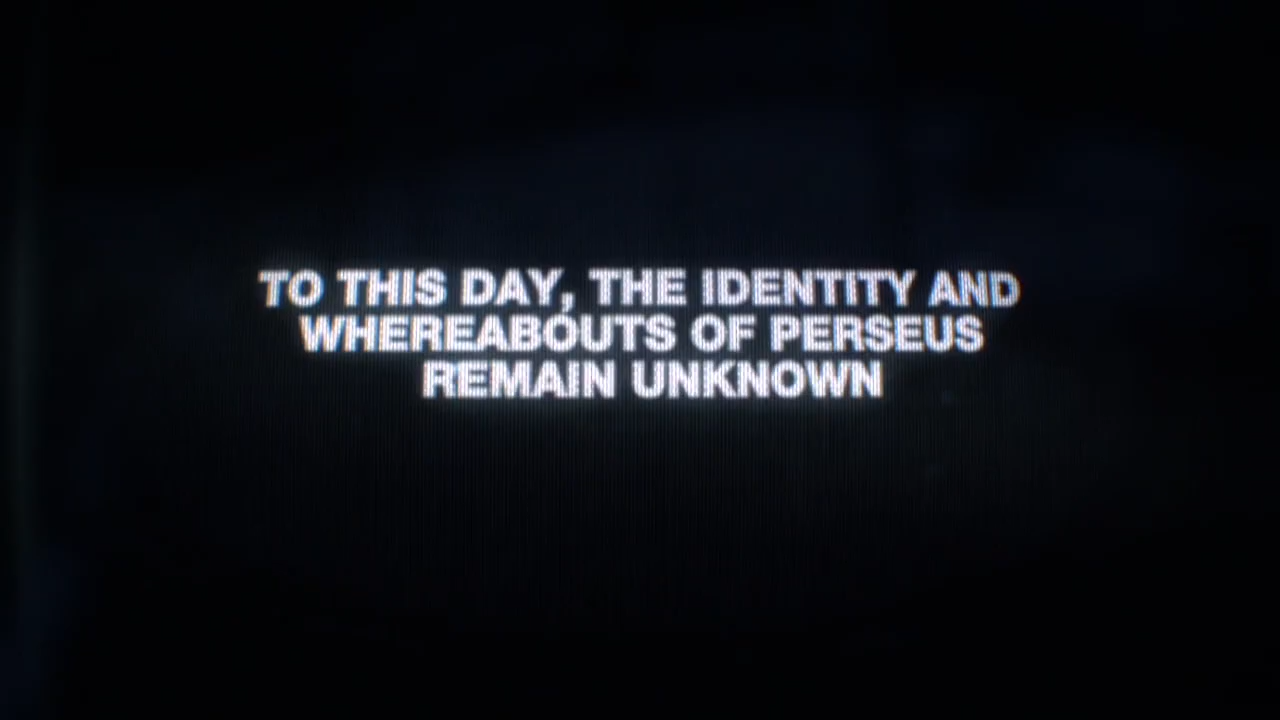 TO THIS DAY, THE IDENTITY AND
WHEREABOUTS OF PERSEUS
REMAIN UNKNOWN